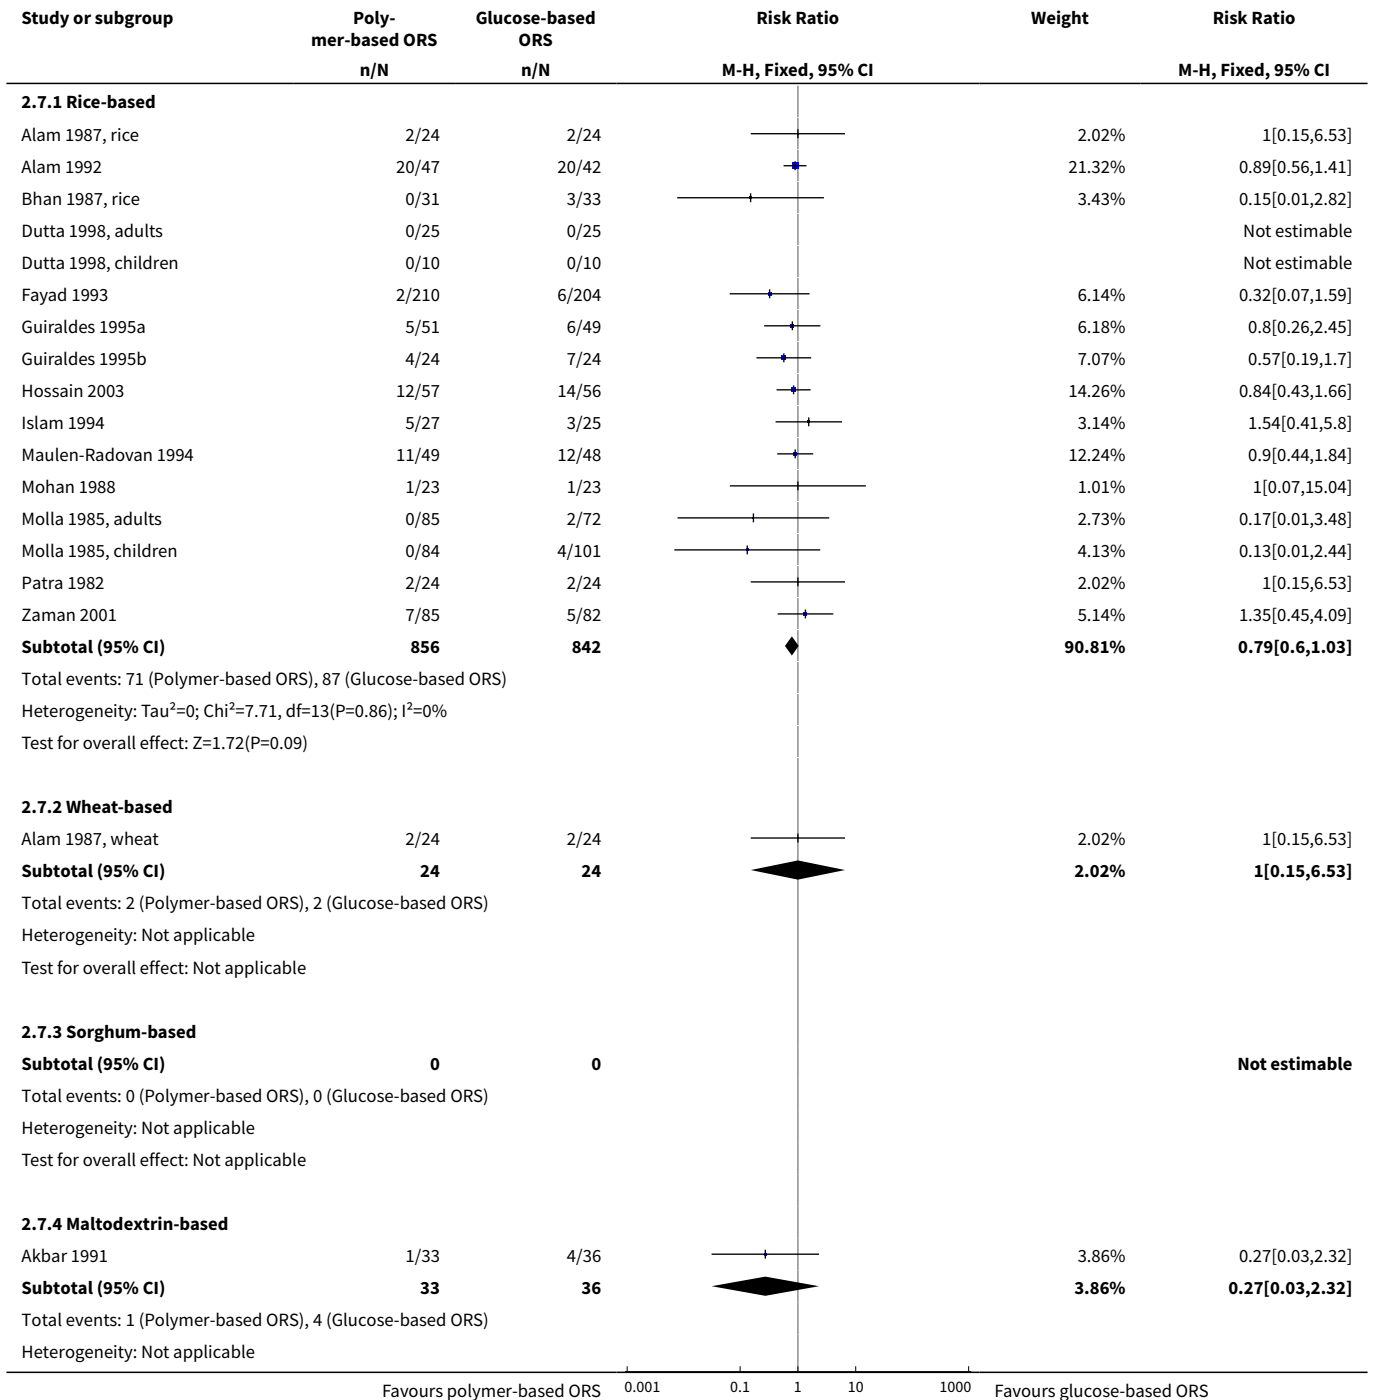 Study or subgroup Poly- Glucose-based Risk Ratio Weight Risk Ratio
mer-based ORS ORS
n/N n/N M-H, Fixed, 95% CI M-H, Fixed, 95% CI
2.7.1 Rice-based
Alam 1987, rice 2/24 2/24 2.02% 1[0.15,6.53]
Alam 1992 20/47 20/42 21.32% 0.89[0.56,1.41]
Bhan 1987, rice 0/31 3/33 3.43% 0.15[0.01,2.82]
Dutta 1998, adults 0/25 0/25 Not estimable
Dutta 1998, children 0/10 0/10 Not estimable
Fayad 1993 2/210 6/204 6.14% 0.32[0.07,1.59]
Guiraldes 1995a 5/51 6/49 6.18% 0.8[0.26,2.45]
Guiraldes 1995b 4/24 7/24 7.07% 0.57[0.19,1.7]
Hossain 2003 12/57 14/56 14.26% 0.84[0.43,1.66]
Islam 1994 5/27 3/25 3.14% 1.54[0.41,5.8]
Maulen-Radovan 1994 11/49 12/48 12.24% 0.9[0.44,1.84]
Mohan 1988 1/23 1/23 1.01% 1[0.07,15.04]
Molla 1985, adults 0/85 2/72 2.73% 0.17[0.01,3.48]
Molla 1985, children 0/84 4/101 4.13% 0.13[0.01,2.44]
Patra 1982 2/24 2/24 2.02% 1[0.15,6.53]
Zaman 2001 7/85 5/82 5.14% 1.35[0.45,4.09]
Subtotal (95% CI) 856 842 90.81% 0.79[0.6,1.03]
Total events: 71 (Polymer-based ORS), 87 (Glucose-based ORS)
Heterogeneity: Tau²=0; Chi²=7.71, df=13(P=0.86); I²=0%
Test for overall effect: Z=1.72(P=0.09)
2.7.2 Wheat-based
Alam 1987, wheat 2/24 2/24 2.02% 1[0.15,6.53]
Subtotal (95% CI) 24 24 2.02% 1[0.15,6.53]
Total events: 2 (Polymer-based ORS), 2 (Glucose-based ORS)
Heterogeneity: Not applicable
Test for overall effect: Not applicable
2.7.3 Sorghum-based
Subtotal (95% CI) 0 0 Not estimable
Total events: 0 (Polymer-based ORS), 0 (Glucose-based ORS)
Heterogeneity: Not applicable
Test for overall effect: Not applicable
2.7.4 Maltodextrin-based
Akbar 1991 1/33 4/36 3.86% 0.27[0.03,2.32]
Subtotal (95% CI) 33 36 3.86% 0.27[0.03,2.32]
Total events: 1 (Polymer-based ORS), 4 (Glucose-based ORS)
Heterogeneity: Not applicable
Favours polymer-based ORS 0.001 0.1 1 10 1000 Favours glucose-based ORS